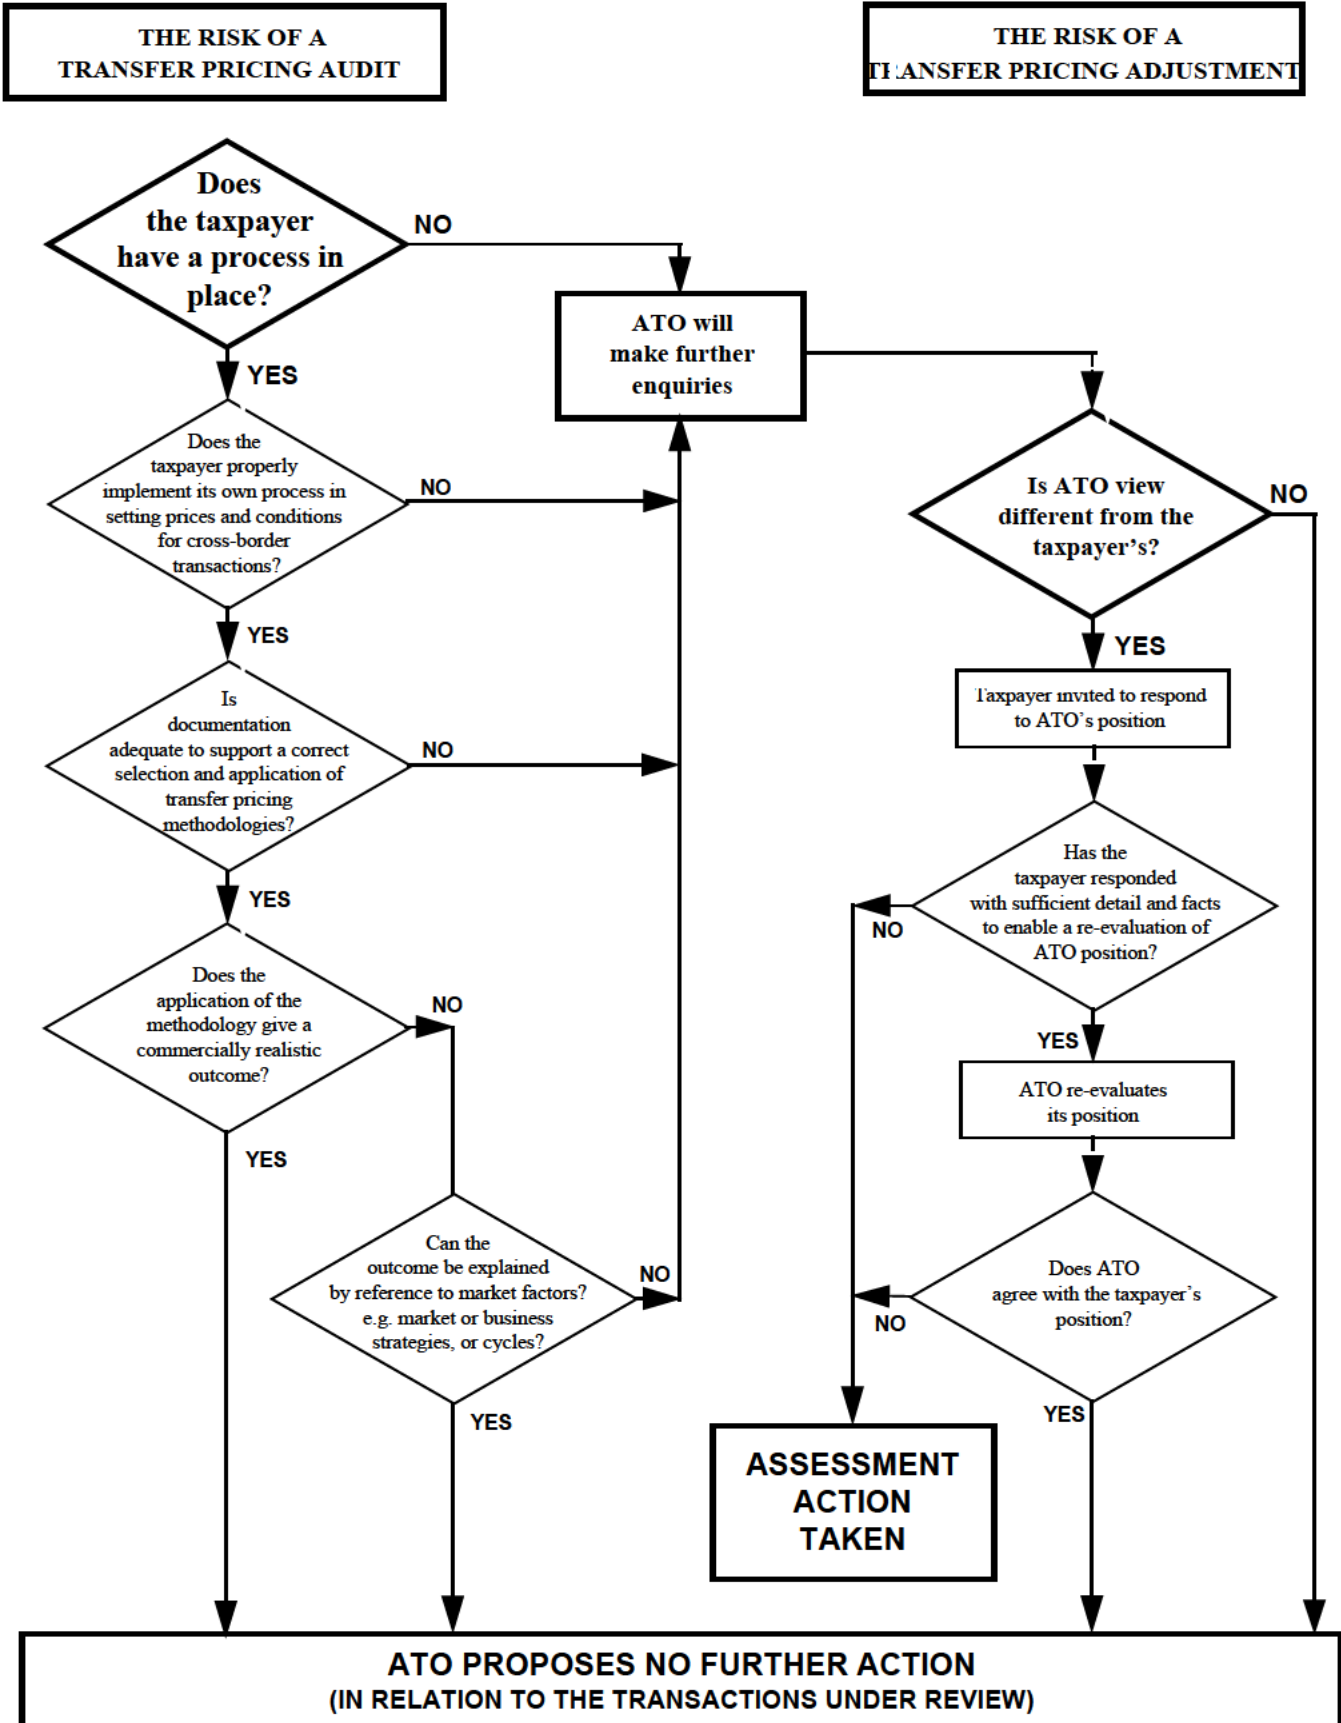 THE RISK OF A
TRANSFER PRICING AUDIT
THE RISK OF A
TRANSFER PRICING ADJUSTMENT
Does
the taxpayer
have a process in
place?
NO
YES
ATO will
make further
enquiries
Does the
taxpayer properly
implement its own process in
setting prices and conditions
for cross-border
transactions?
NO
YES
Is
documentation
adequate to support a correct
selection and application of
transfer pricing
methodologies?
NO
YES
Does the
application of the
methodology give a
commercially realistic
outcome?
NO
YES
Can the
outcome be explained
by reference to market factors?
e.g. market or business
strategies, or cycles?
NO
YES
Is ATO view
different from the
taxpayer's?
NO
YES
Taxpayer invited to respond
to ATO's position
Has the
taxpayer responded
with sufficient detail and facts
to enable a re-evaluation of
ATO position?
NO
YES
ATO re-evaluates
its position
Does ATO
agree with the taxpayer's
position?
NO
YES
ASSESSMENT
ACTION
TAKEN
ATO PROPOSES NO FURTHER ACTION
(IN RELATION TO THE TRANSACTIONS UNDER REVIEW)